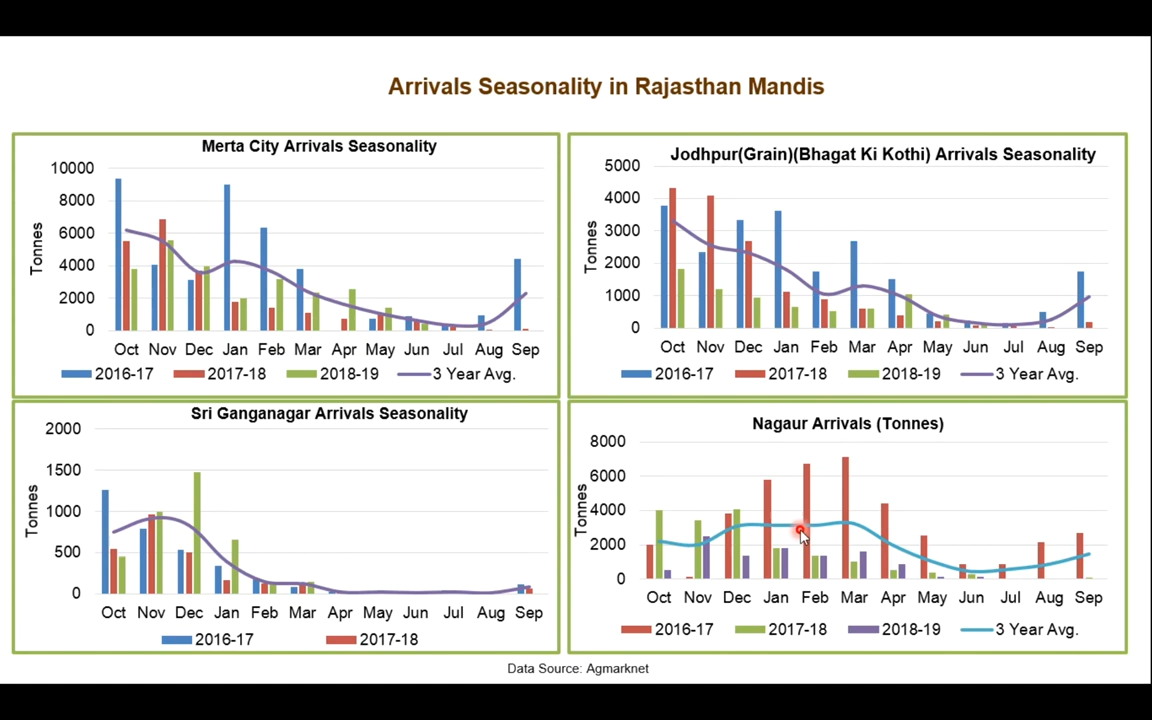 Arrivals Seasonality in Rajasthan Mandis
Merta City Arrivals Seasonality
Tonnes
10000
8000
6000
4000
2000
0
Oct Nov Dec Jan Feb Mar Apr May Jun Jul Aug Sep
2016-17 2017-18 2018-19 3 Year Avg.
Jodhpur(Grain)(Bhagat Ki Kothi) Arrivals Seasonality
Tonnes
5000
4000
3000
2000
1000
0
Oct Nov Dec Jan Feb Mar Apr May Jun Jul Aug Sep
2016-17 2017-18 2018-19 3 Year Avg.
Sri Ganganagar Arrivals Seasonality
Tonnes
2000
1500
1000
500
0
Oct Nov Dec Jan Feb Mar Apr May Jun Jul Aug Sep
2016-17 2017-18
Nagaur Arrivals (Tonnes)
Tonnes
8000
6000
4000
2000
0
Oct Nov Dec Jan Feb Mar Apr May Jun Jul Aug Sep
2016-17 2017-18 2018-19 3 Year Avg.
Data Source: Agmarknet